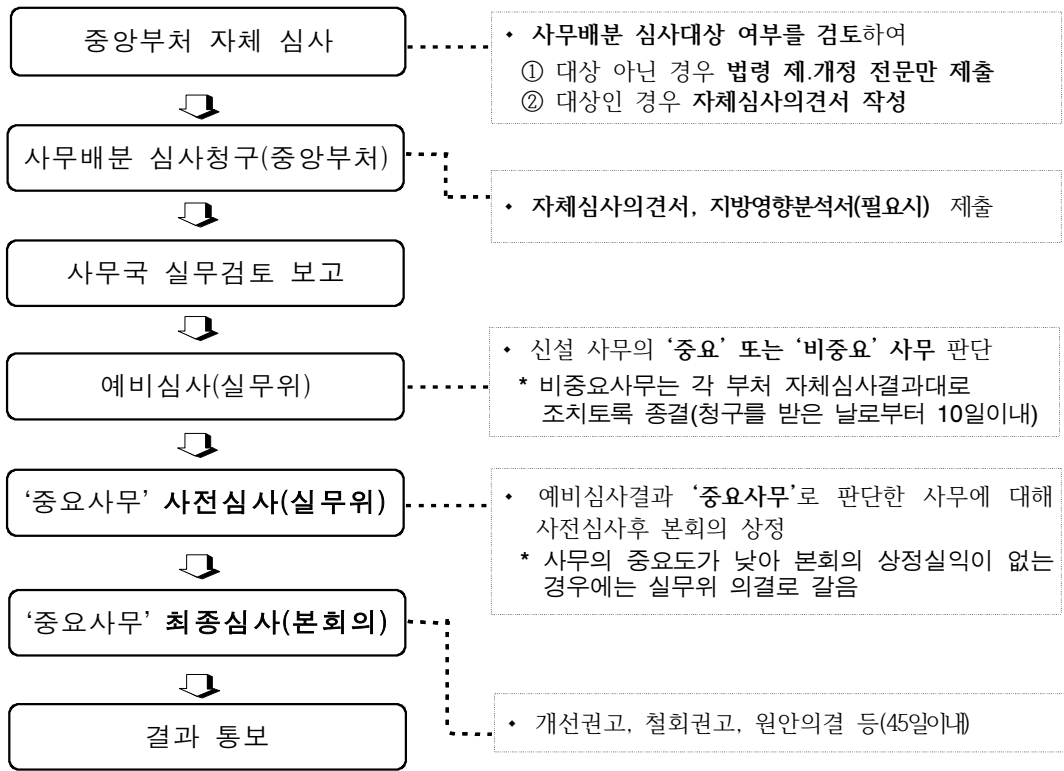 중앙부처 자체 심사
• 사무배분 심사대상 여부를 검토하여
① 대상 아닌 경우 법령 제.개정 전문만 제출
② 대상인 경우 자체심사의견서 작성
사무배분 심사청구(중앙부처)
• 자체심사의견서, 지방영향분석서(필요시) 제출
사무국 실무검토 보고
예비심사(실무위)
• 신설 사무의 ‘중요’ 또는 ‘비중요’ 사무 판단
* 비중요사무는 각 부처 자체심사결과대로
조치토록 종결(청구를 받은 날로부터 10일이내)
‘중요사무’ 사전심사(실무위)
• 예비심사결과 ‘중요사무’로 판단한 사무에 대해
사전심사후 본회의 상정
* 사무의 중요도가 낮아 본회의 상정실익이 없는
경우에는 실무위 의결로 갈음
‘중요사무’ 최종심사(본회의)
• 개선권고, 철회권고, 원안의결 등(45일이내)
결과 통보